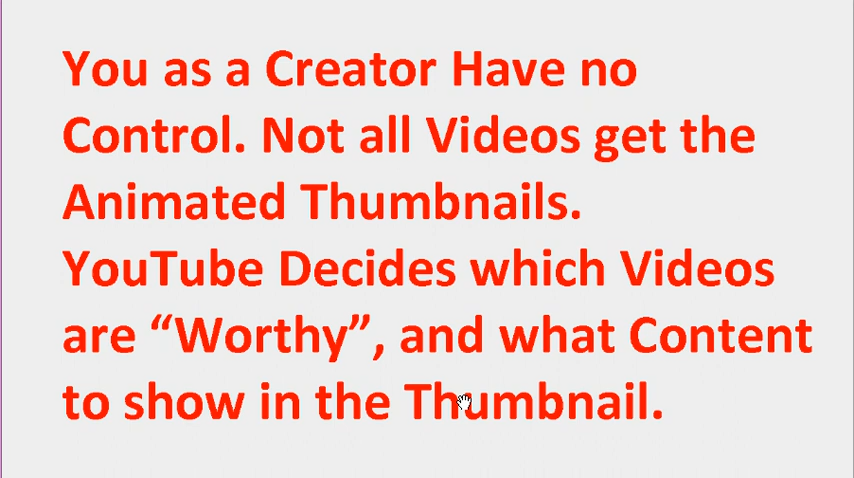 You as a Creator Have no
Control. Not all Videos get the
Animated Thumbnails.
YouTube Decides which Videos
are “Worthy”, and what Content
to show in the Thumbnail.